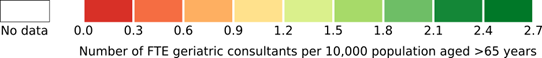 No data
0.0 0.3 0.6 0.9 1.2 1.5 1.8 2.1 2.4 2.7
Number of FTE geriatric consultants per 10,000 population aged >65 years